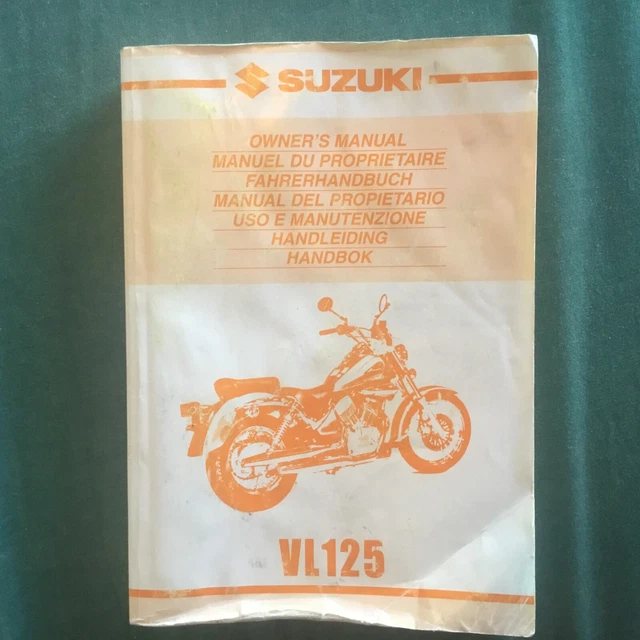 SUZUKI
OWNER'S MANUAL
MANUEL DU PROPRIETAIRE
FAHRERHANDBUCH
MANUAL DEL PROPIETARIO
USO E MANUTENZIONE
HANDLEIDING
HANDBOK
VL125